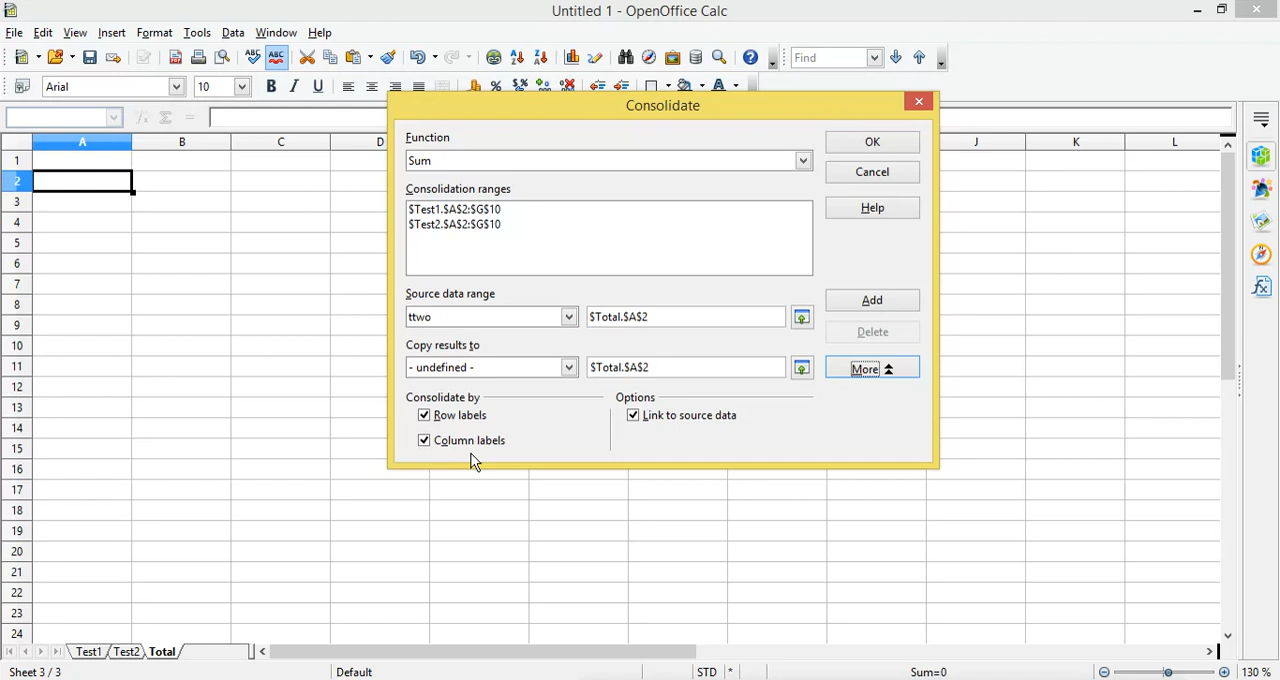 Untitled 1 - OpenOffice Calc
File Edit View Insert Format Tools Data Window Help
ABC ABC Find
Arial 10 B I U
A B C D J K L
1
2
3
4
5
6
7
8
9
10
11
12
13
14
15
16
17
18
19
20
21
22
23
24
Consolidate
Function
Sum
OK
Cancel
Consolidation ranges
$Test1.$A$2:$G$10
$Test2.$A$2:$G$10
Help
Source data range
ttwo $Total.$A$2
Add
Delete
Copy results to
- undefined - $Total.$A$2
More
Consolidate by Options
Row labels Link to source data
Column labels
Test1 Test2 Total
Sheet 3 / 3 Default STD * Sum=0 130 %